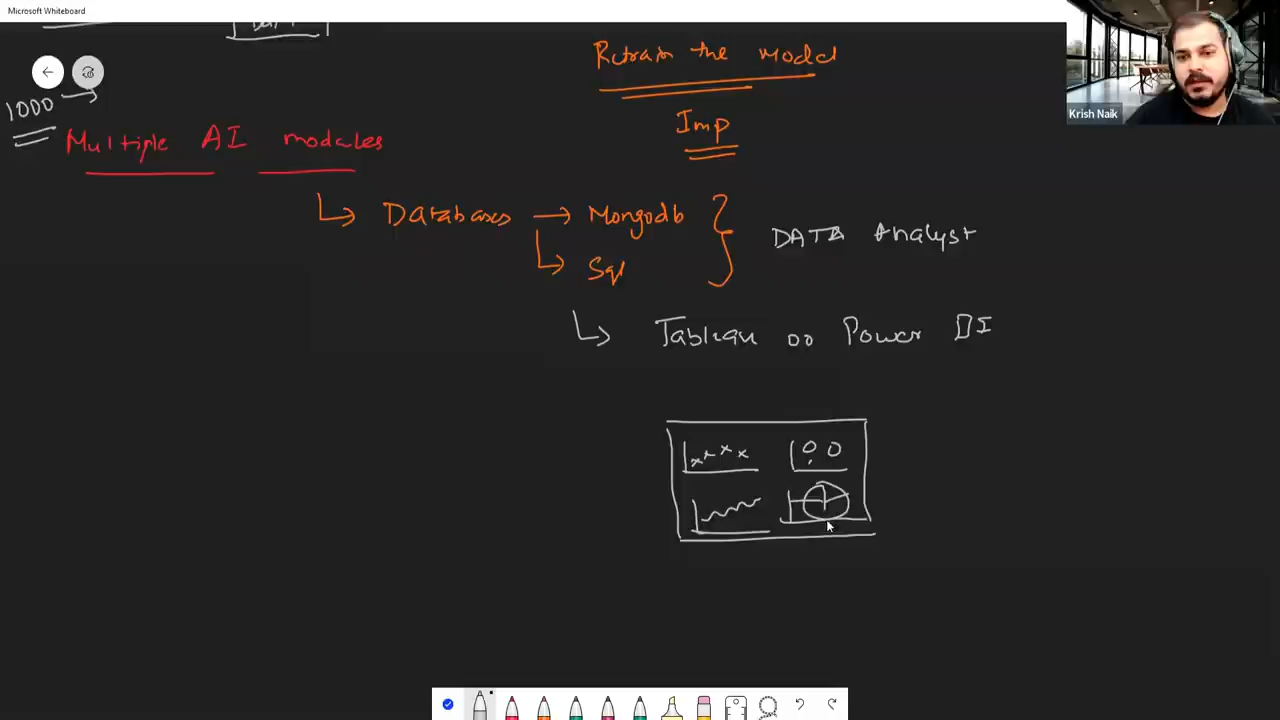 Microsoft Whiteboard
Retrain the model
1000
Imp
Multiple AI modules
Krish Naik
Databases → Mongodb
Sql
DATA Analyst
Tableau or Power BI